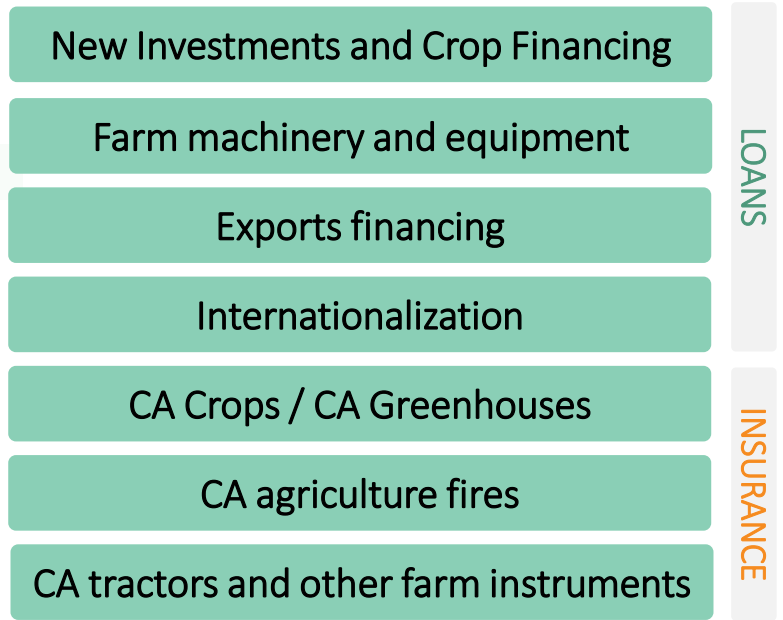 New Investments and Crop Financing
Farm machinery and equipment
Exports financing
Internationalization
LOANS
CA Crops / CA Greenhouses
CA agriculture fires
CA tractors and other farm instruments
INSURANCE